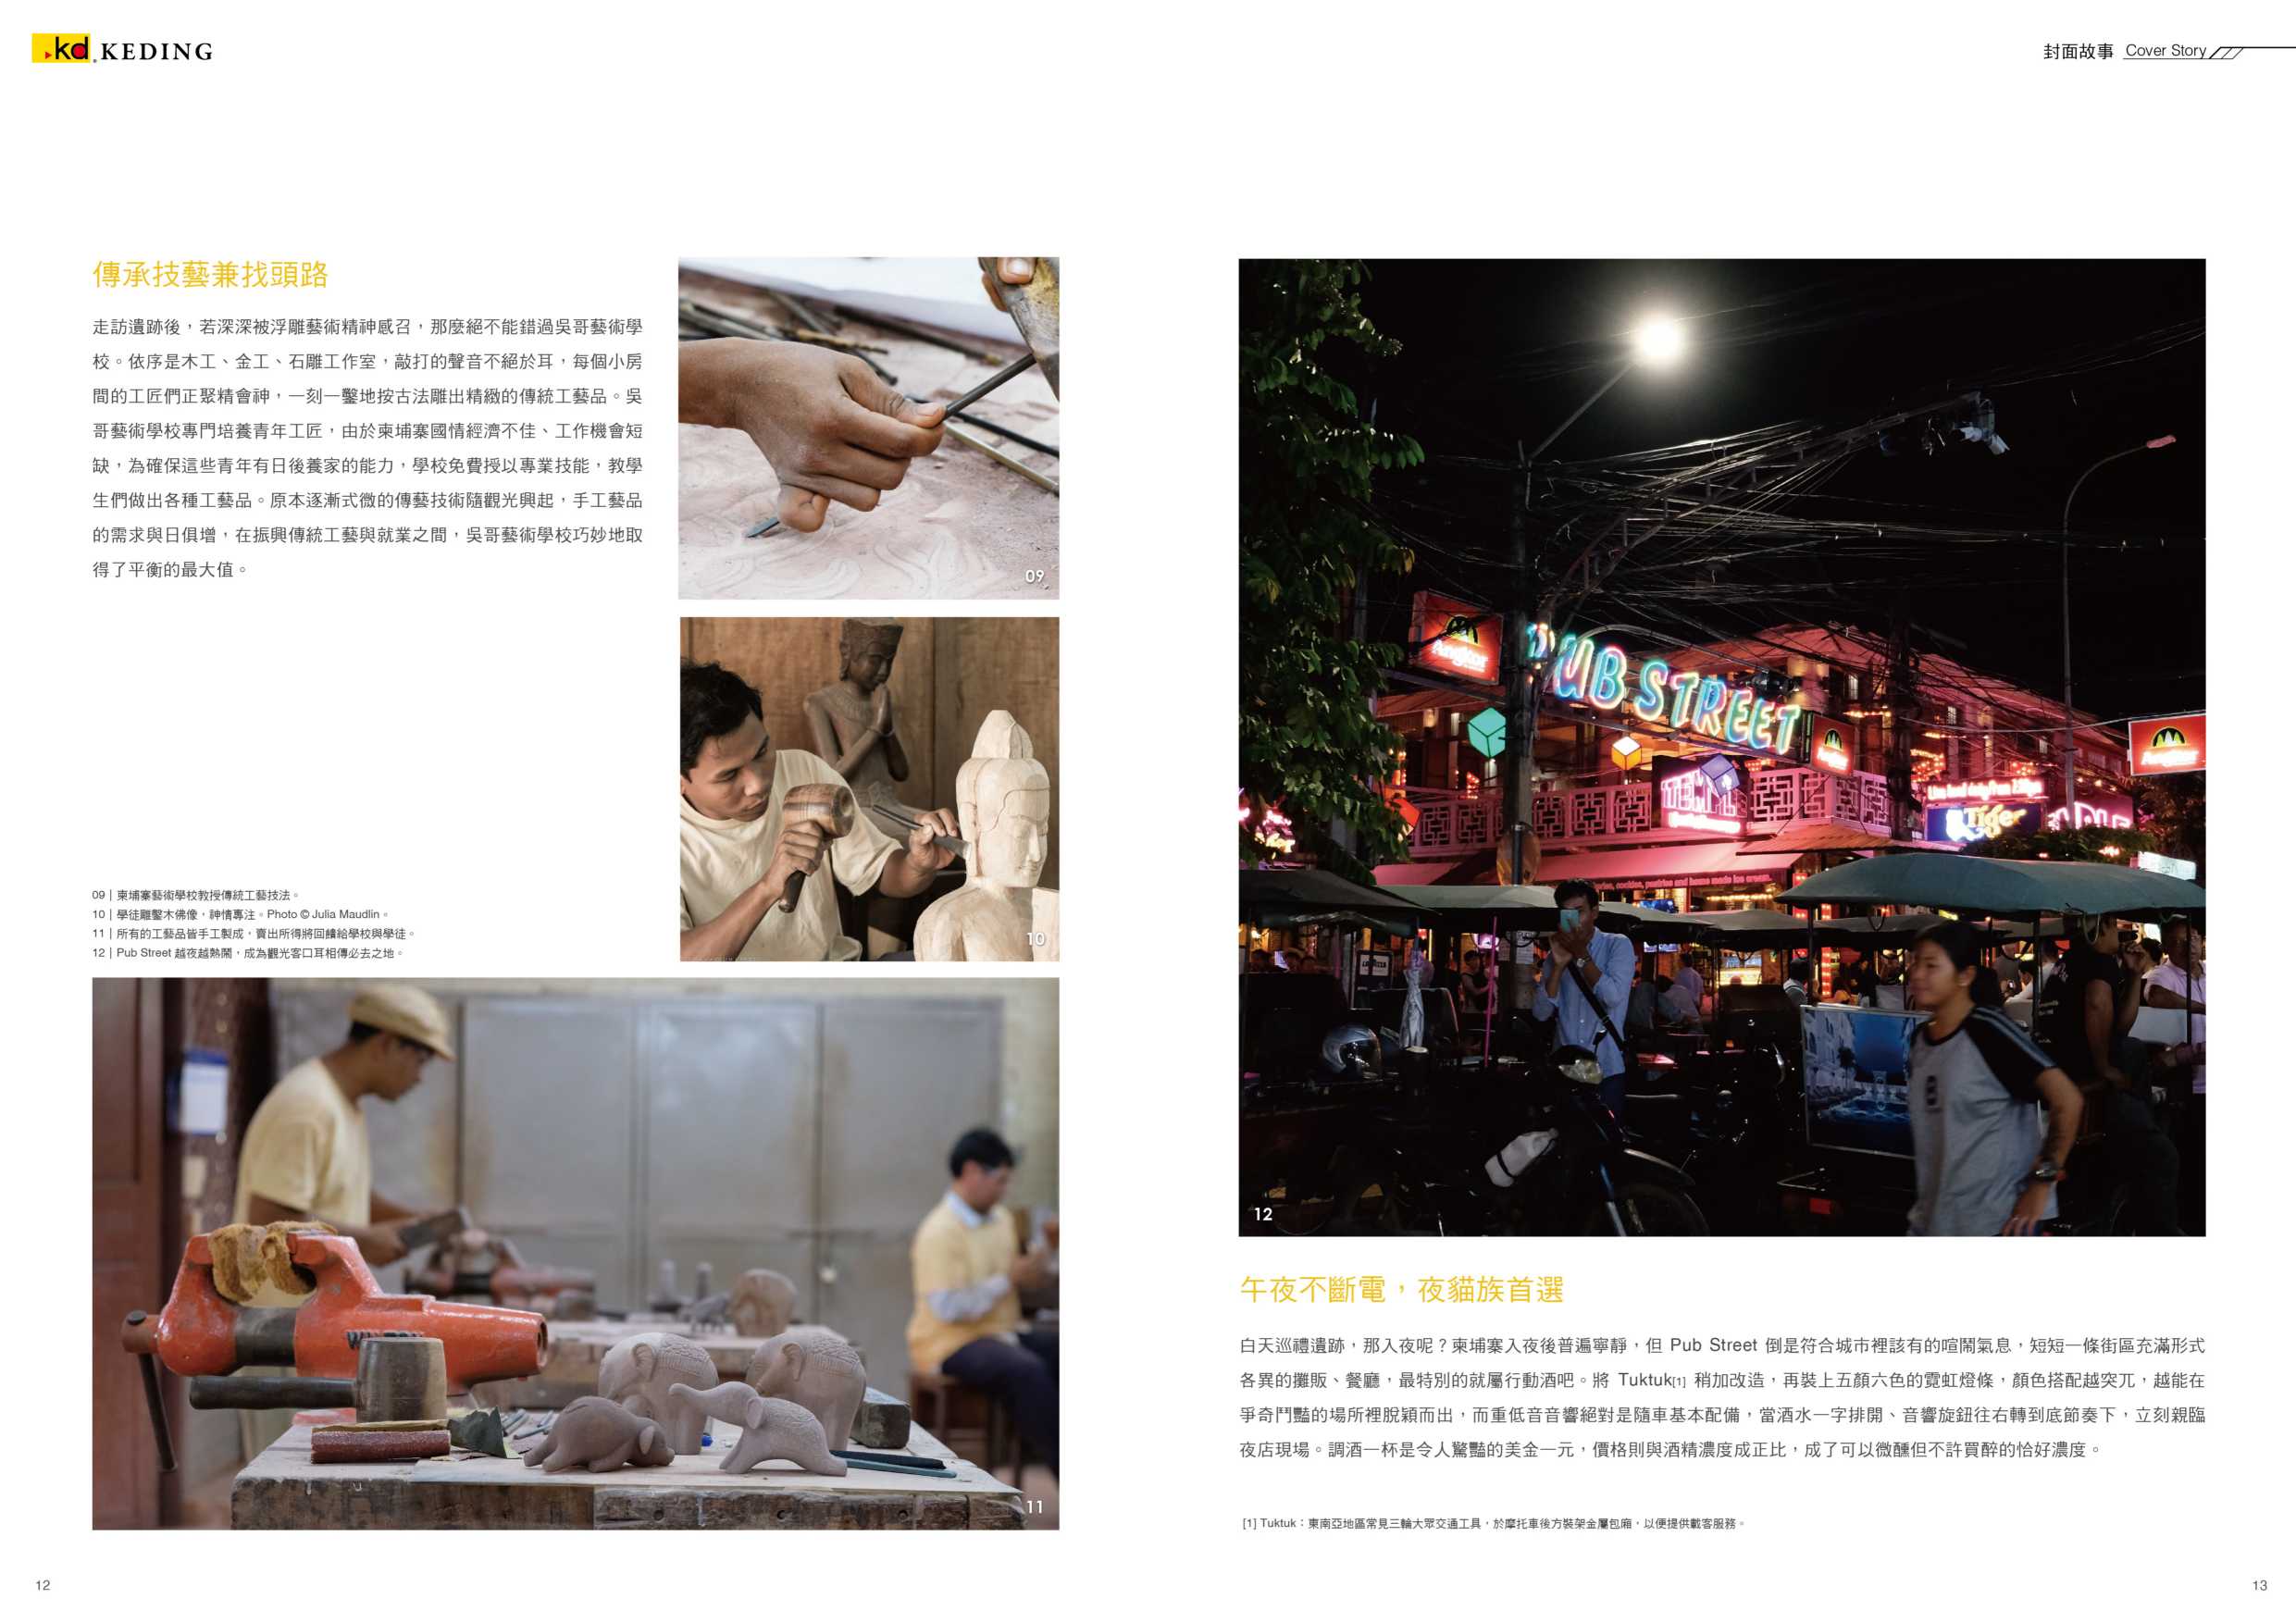 kd KEDING
封面故事 Cover Story
傳承技藝兼找頭路
走訪遺跡後，若深深被浮雕藝術精神感召，那麼絕不能錯過吳哥藝術學
校。依序是木工、金工、石雕工作室，敲打的聲音不絕於耳，每個小房
間的工匠們正聚精會神，一刻一鑿地按古法雕出精緻的傳統工藝品。吳
哥藝術學校專門培養青年工匠，由於柬埔寨國情經濟不佳、工作機會短
缺，為確保這些青年有日後養家的能力，學校免費授以專業技能，教學
生們做出各種工藝品。原本逐漸式微的傳藝技術隨觀光興起，手工藝品
的需求與日俱增，在振興傳統工藝與就業之間，吳哥藝術學校巧妙地取
得了平衡的最大值。
09
10
09 | 柬埔寨藝術學校教授傳統工藝技法。
10 | 學徒雕鑿木佛像，神情專注。Photo © Julia Maudlin。
11 | 所有的工藝品皆手工製成，賣出所得將回饋給學校與學徒。
12 | Pub Street 越夜越熱鬧，成為觀光客口耳相傳必去之地。
11
Angkor
PUB STREET
Angkor
TEMPL
Tiger
12
午夜不斷電，夜貓族首選
白天巡禮遺跡，那入夜呢？柬埔寨入夜後普遍寧靜，但 Pub Street 倒是符合城市裡該有的喧鬧氣息，短短一條街區充滿形式
各異的攤販、餐廳，最特別的就屬行動酒吧。將 Tuktuk[1] 稍加改造，再裝上五顏六色的霓虹燈條，顏色搭配越突兀，越能在
爭奇鬥豔的場所裡脫穎而出，而重低音音響絕對是隨車基本配備，當酒水一字排開、音響旋鈕往右轉到底節奏下，立刻親臨
夜店現場。調酒一杯是令人驚豔的美金一元，價格則與酒精濃度成正比，成了可以微醺但不許買醉的恰好濃度。
[1] Tuktuk：東南亞地區常見三輪大眾交通工具，於摩托車後方裝架金屬包廂，以便提供載客服務。
12
13